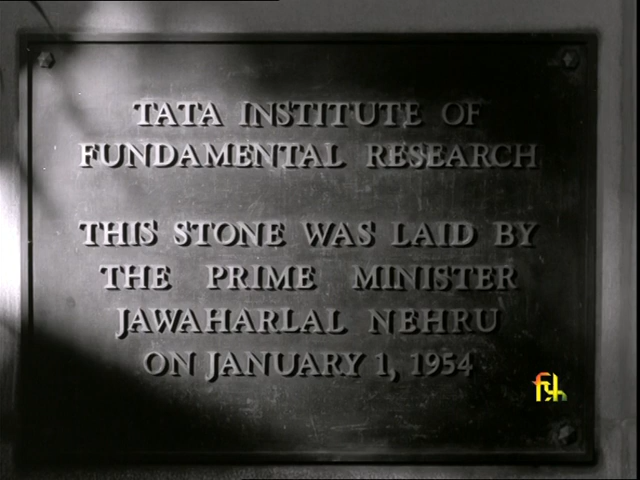 TATA INSTITUTE OF
FUNDAMENTAL RESEARCH
THIS STONE WAS LAID BY
THE PRIME MINISTER
JAWAHARLAL NEHRU
ON JANUARY 1, 1954